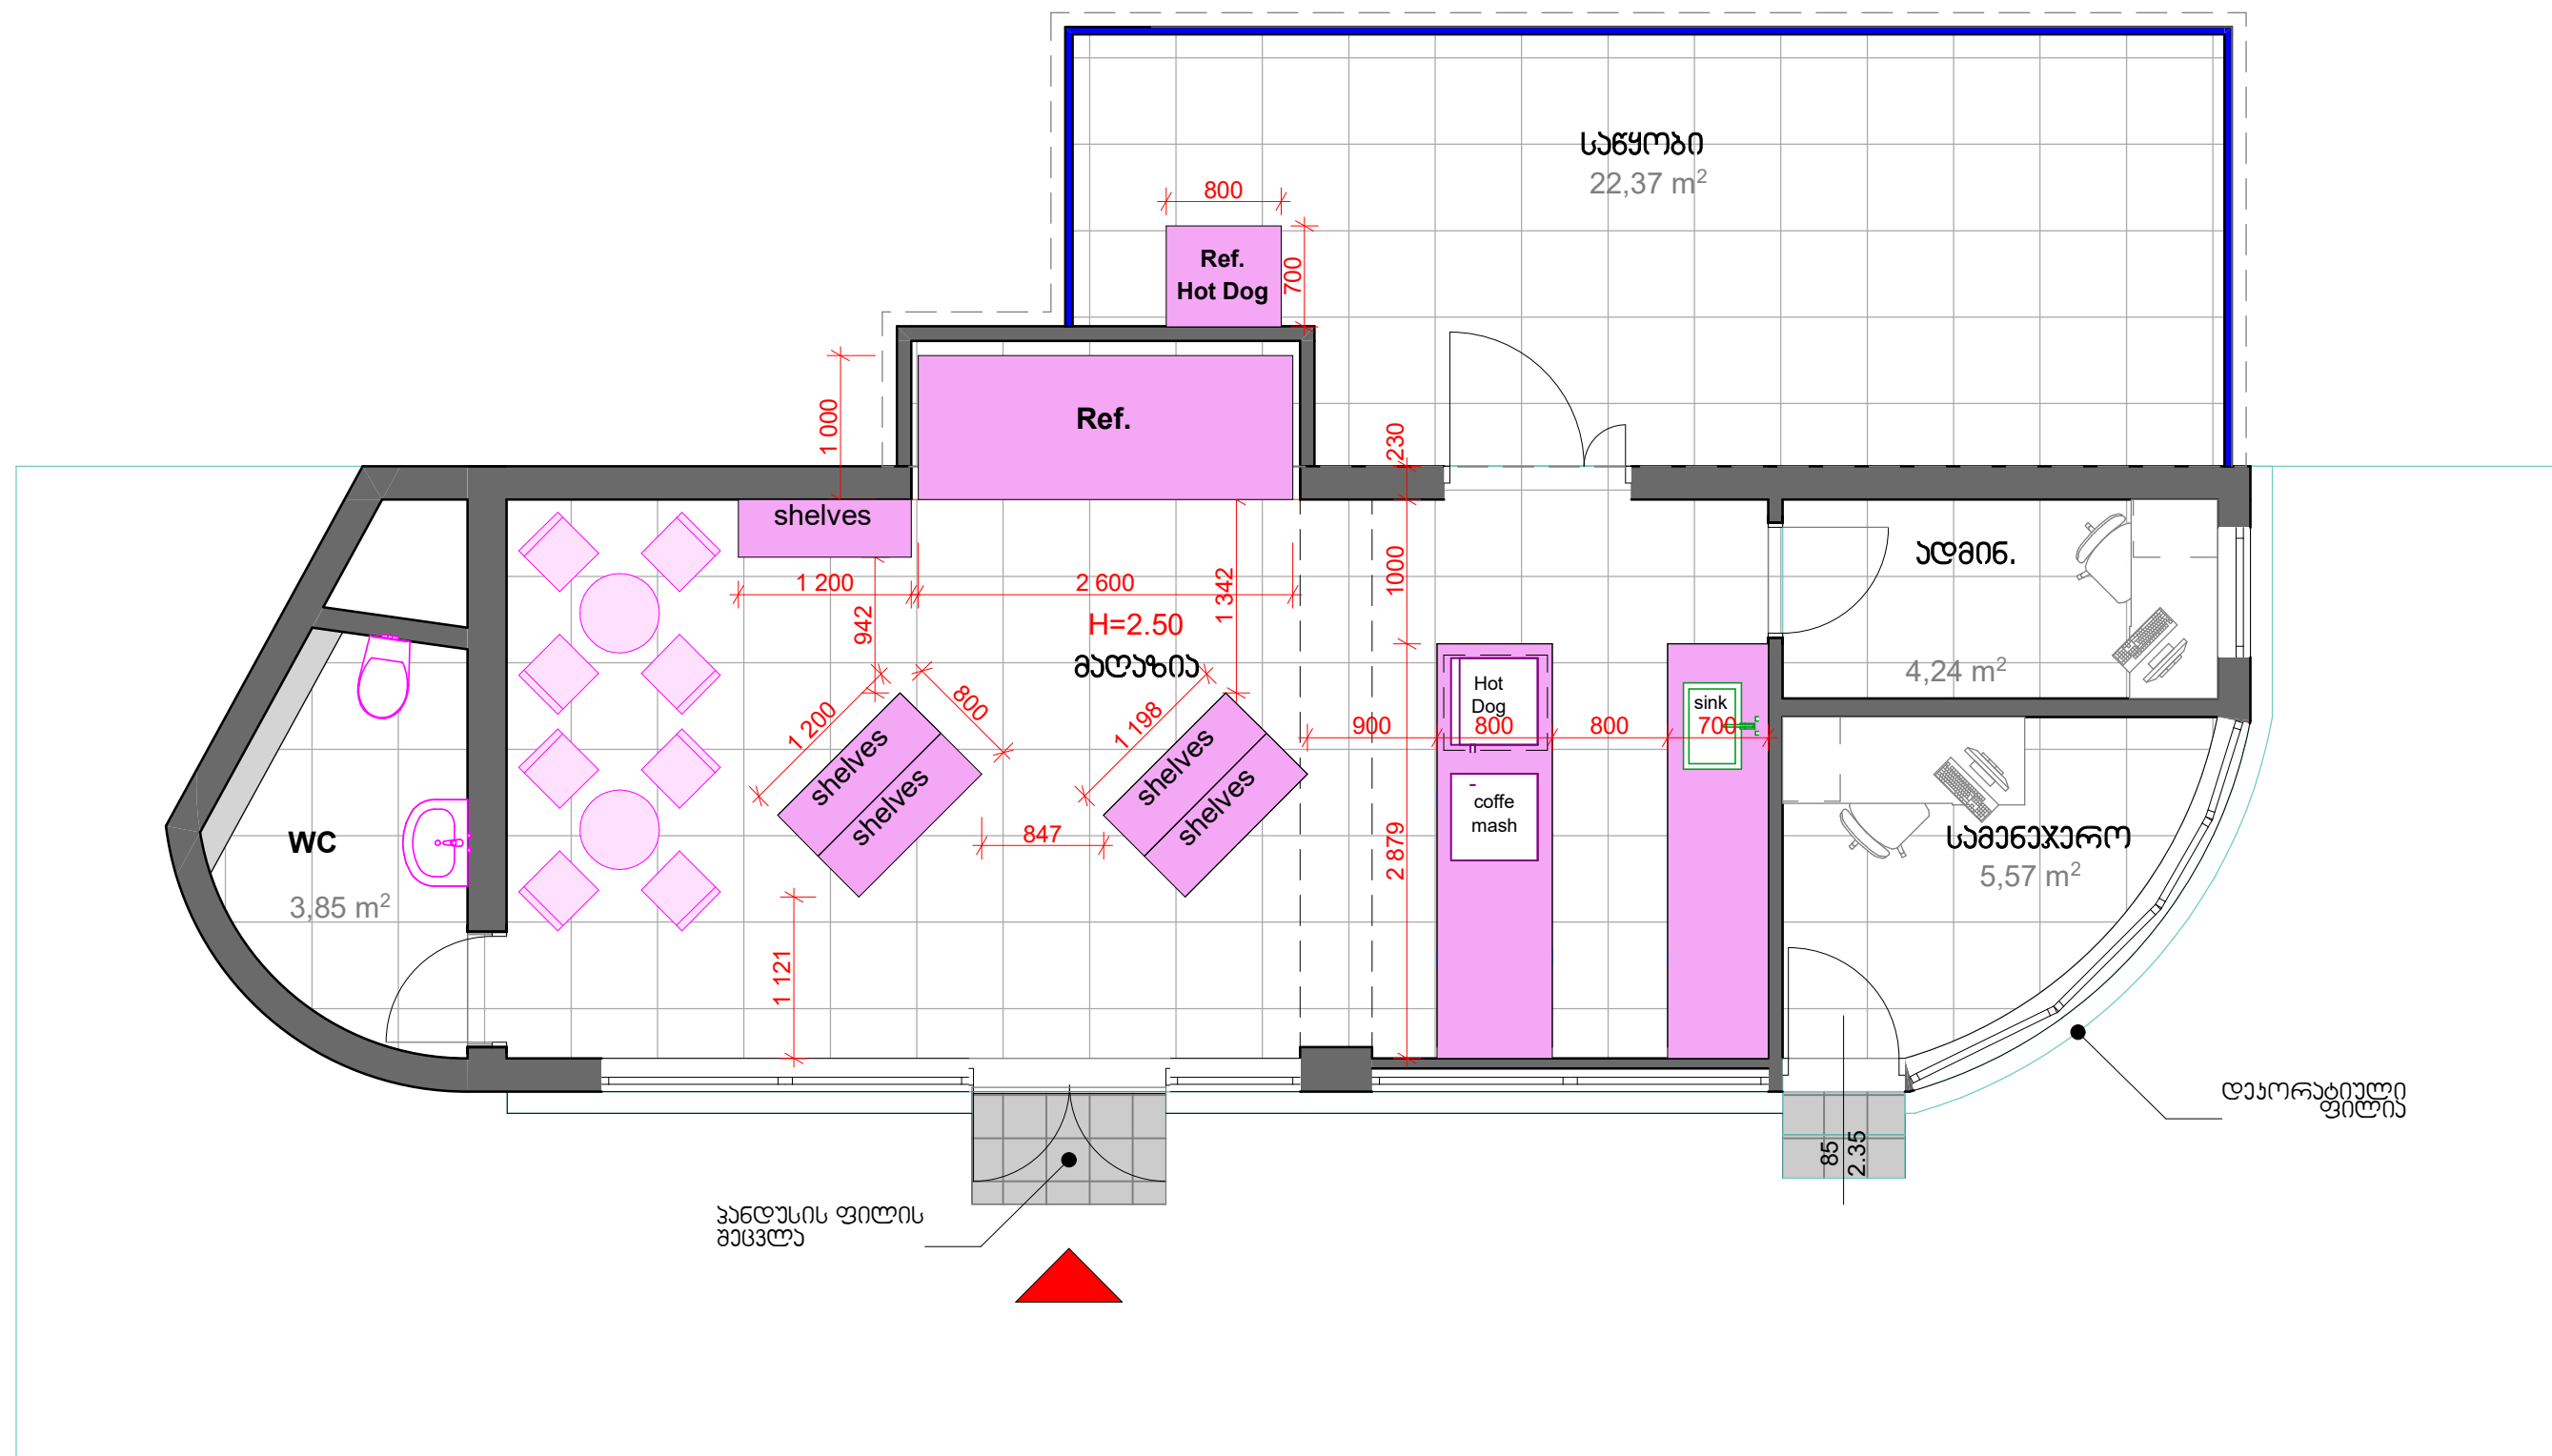 საწყობი
22,37 m²
800
Ref.
Hot Dog
700
1 000
Ref.
230
shelves
1 200
2 600
1 342
1000
942
H=2.50
მაღაზია
ადმინ.
4,24 m²
1 200
800
1 198
shelves
shelves
shelves
shelves
847
900
800
800
700
Hot
Dog
sink
coffe
mash
2 879
WC
3,85 m²
სამენეჯერო
5,57 m²
1 121
დეკორატიული
ფილია
85
2.35
პანდუსის ფილის
შეცვლა